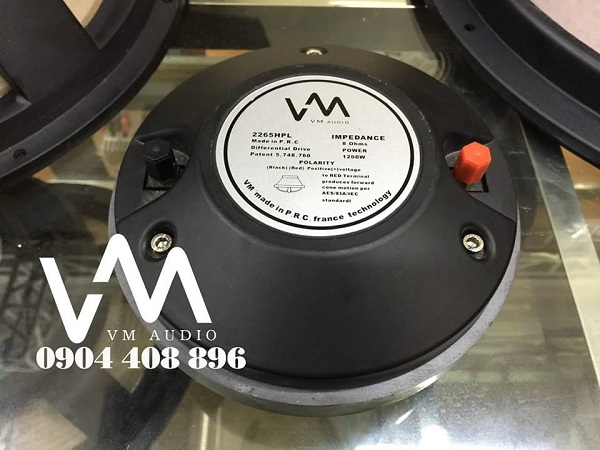 VM
VM AUDIO
2265HPL
IMPEDANCE
Made in P.R.C
8 Ohms
Differential Drive
POWER
Patent 5,748,760
1200W
POLARITY
(Black) (Red) Positive(+)voltage
to RED Terminal
produces forward
cone motion per
AES/EIA/IEC
standardl
VM made in P.R.C. france technology
VM
VM AUDIO
0904 408 896